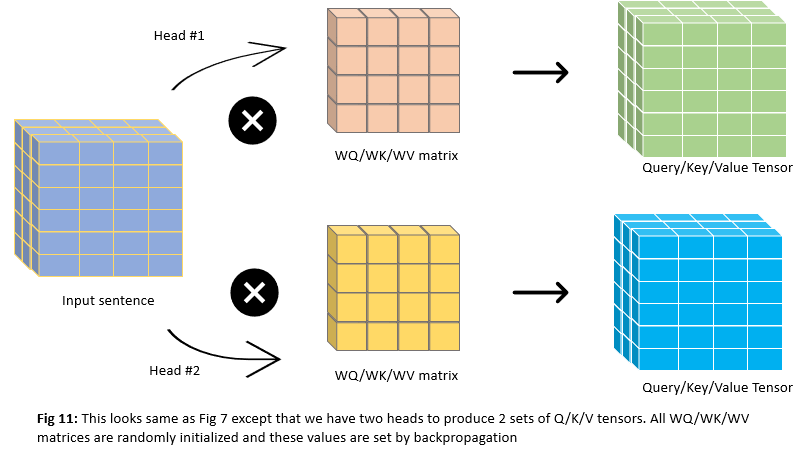 Head #1
WQ/WK/WV matrix
Query/Key/Value Tensor
Input sentence
Head #2
WQ/WK/WV matrix
Query/Key/Value Tensor
Fig 11: This looks same as Fig 7 except that we have two heads to produce 2 sets of Q/K/V tensors. All WQ/WK/WV
matrices are randomly initialized and these values are set by backpropagation